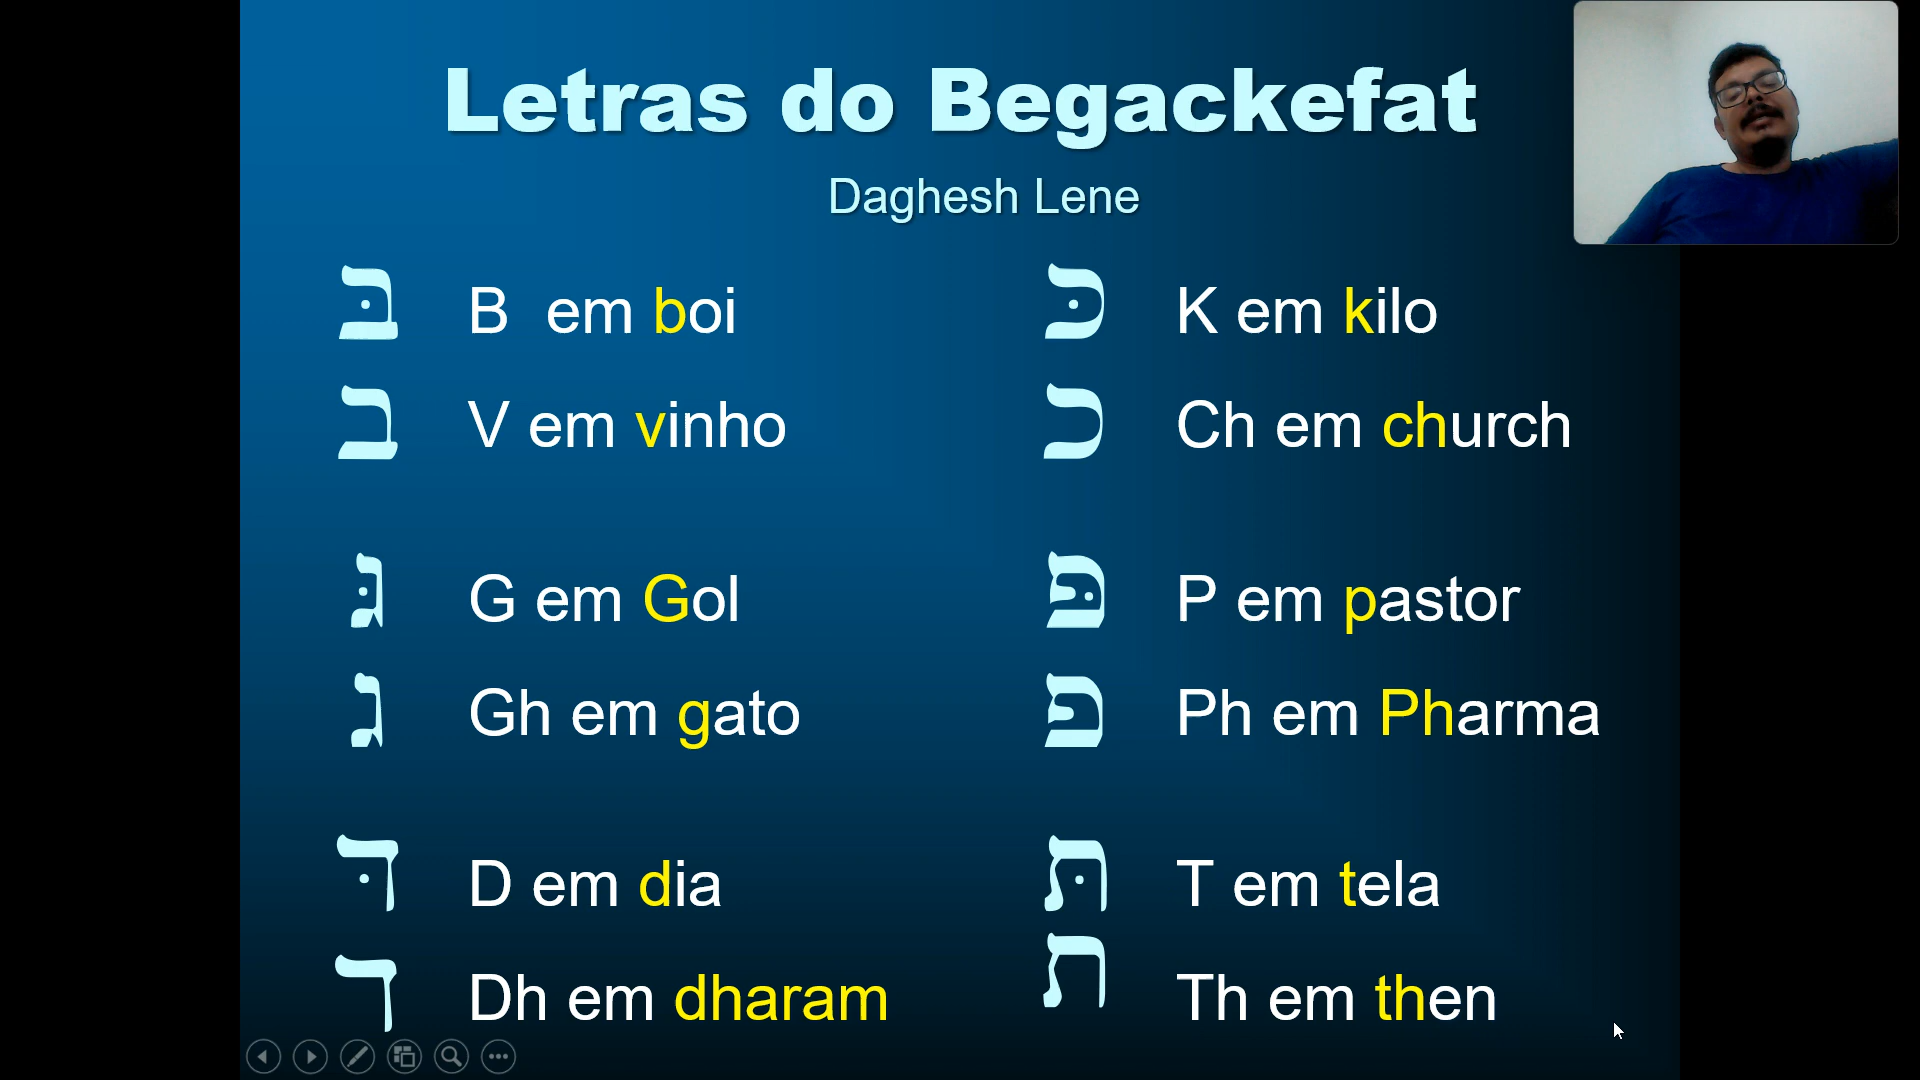 Letras do Begackefat
Daghesh Lene
בּ B em boi
ב V em vinho
גּ G em Gol
ג Gh em gato
דּ D em dia
ד Dh em dharam
כּ K em kilo
כ Ch em church
פּ P em pastor
פ Ph em Pharma
תּ T em tela
ת Th em then